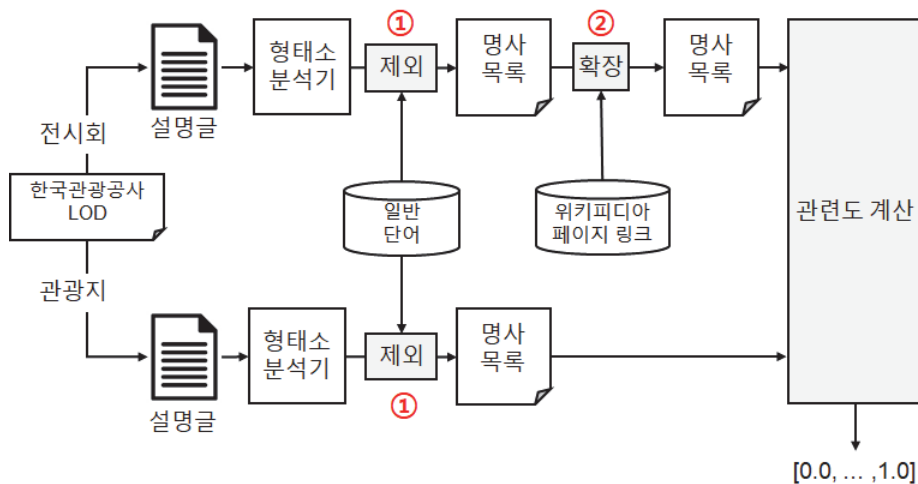 ①
②
형태소
분석기
제외
명사
목록
확장
명사
목록
설명글
전시회
한국관광공사
LOD
일반
단어
위키피디아
페이지 링크
관련도 계산
관광지
형태소
분석기
제외
명사
목록
설명글
①
[0.0, … ,1.0]